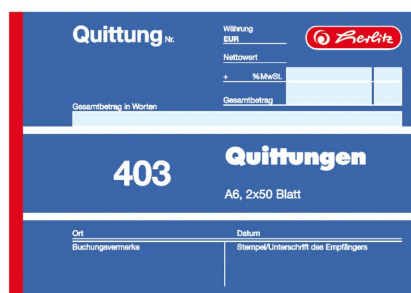 Quittung Nr.
Währung
EUR
Nettowert
+ % MwSt.
Gesamtbetrag
Herlitz
Gesamtbetrag in Worten
403
Quittungen
A6, 2x50 Blatt
Ort
Datum
Buchungsvermerke
Stempel/Unterschrift des Empfängers